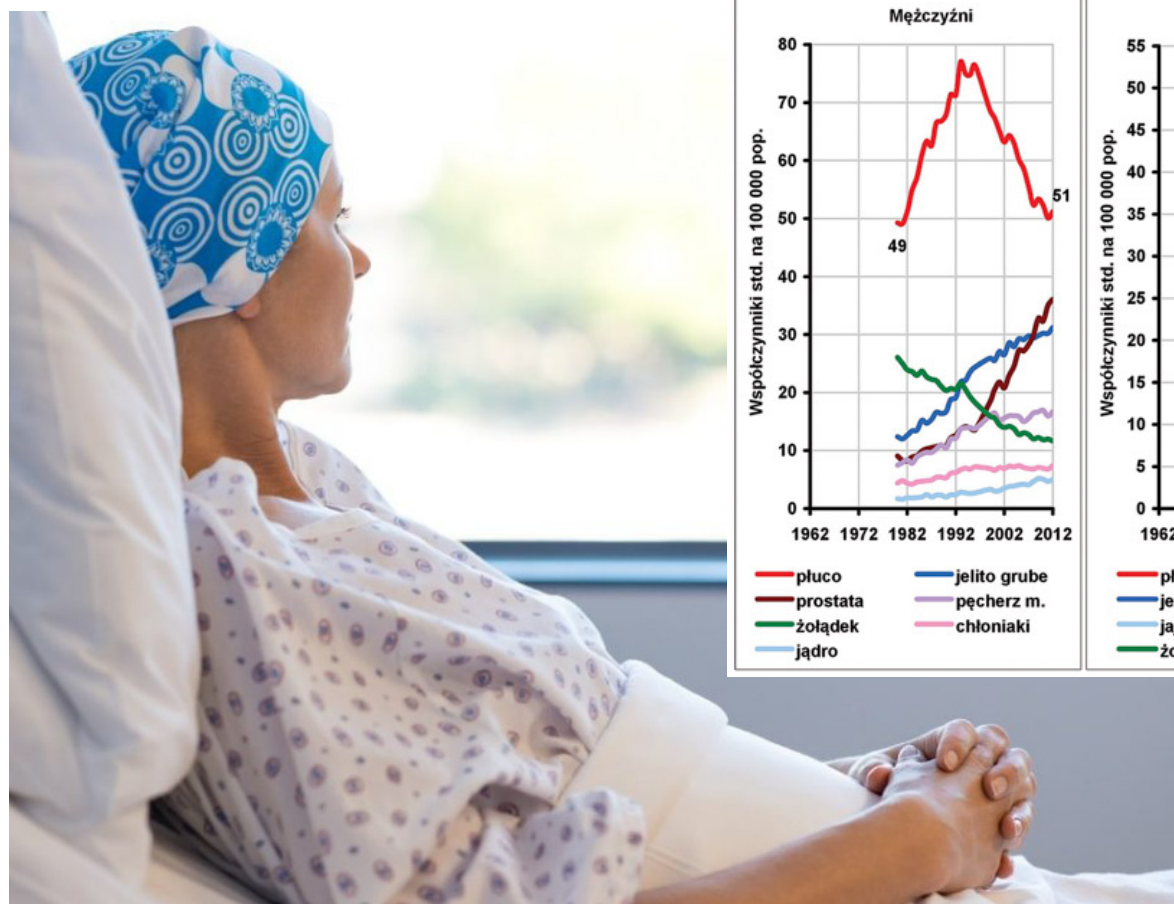 Mężczyźni
Współczynniki std. na 100 000 pop.
80
70
60
50
40
30
20
10
0
49
51
1962 1972 1982 1992 2002 2012
płuco
jelito grube
prostata
pęcherz m.
żołądek
chłoniaki
jądro
Współczynniki std. na 100 000 pop.
55
50
45
40
35
30
25
20
15
10
5
0